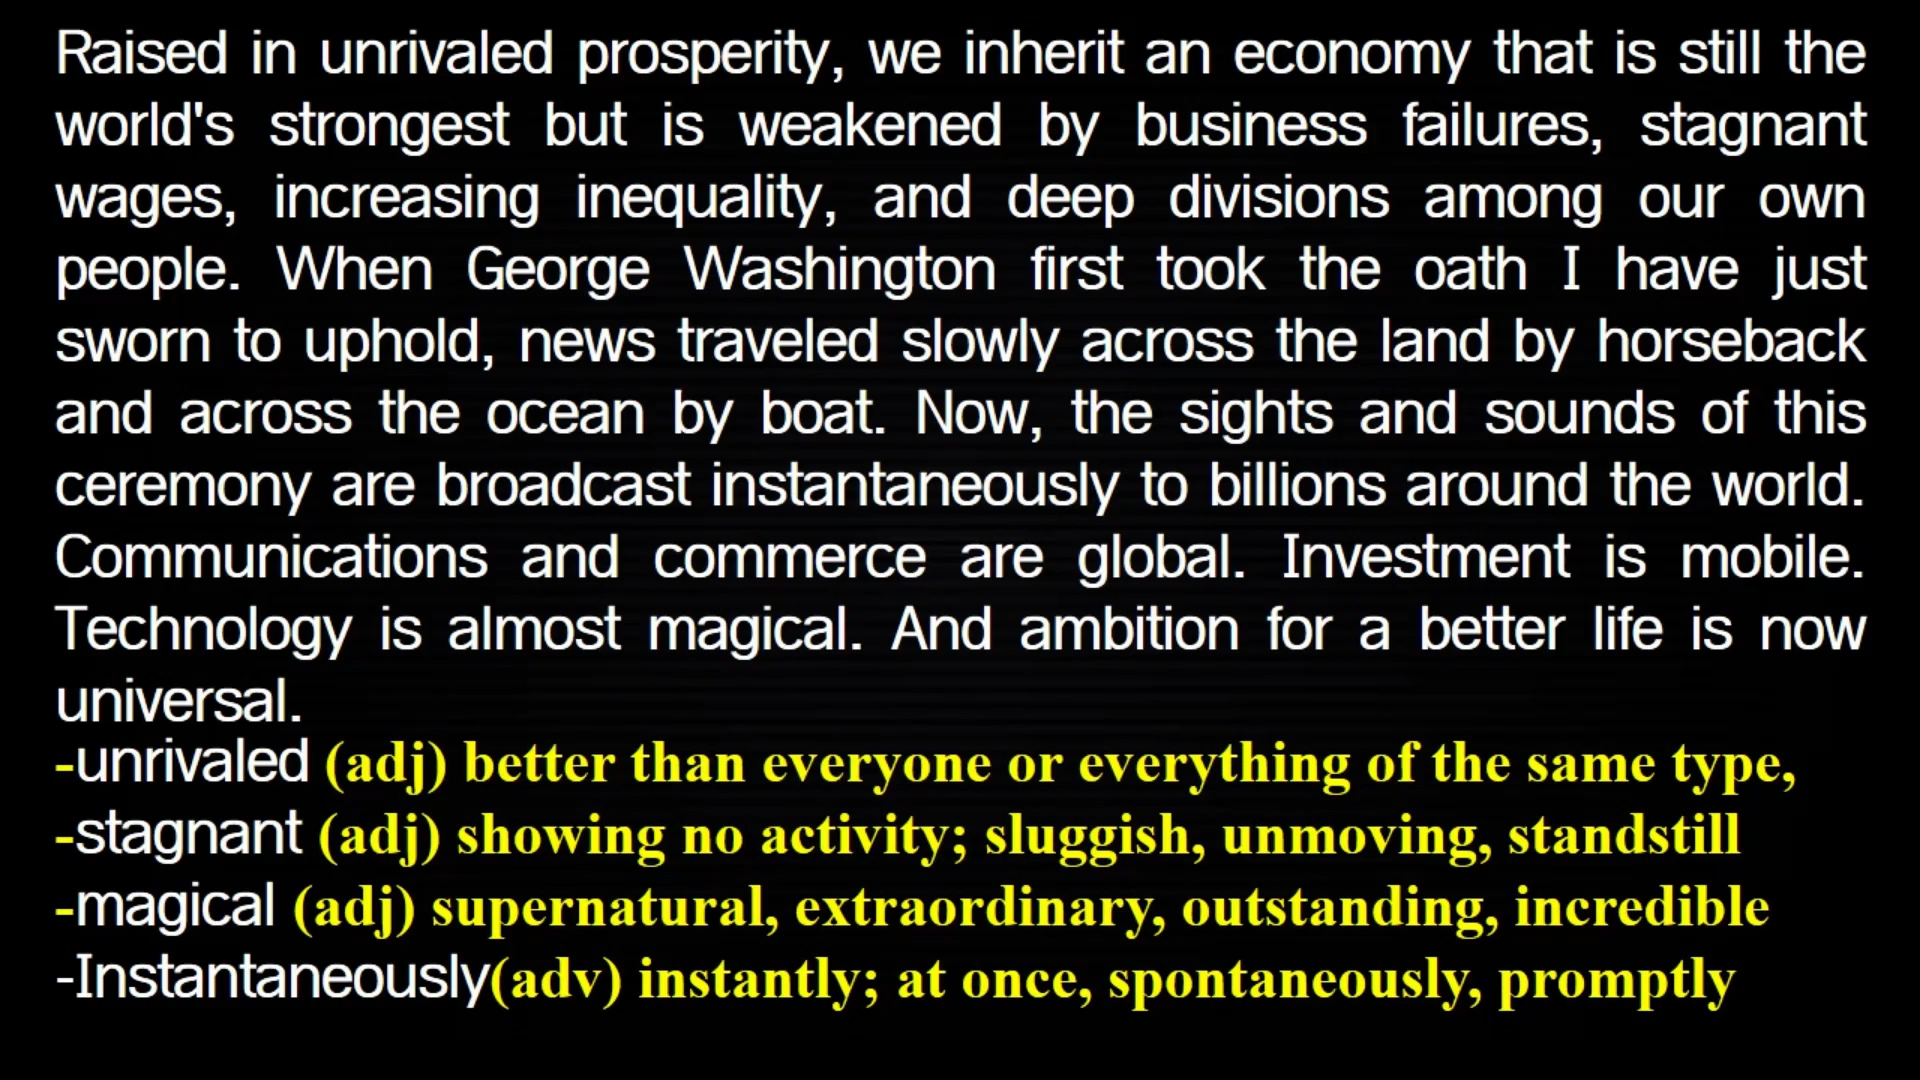 Raised in unrivaled prosperity, we inherit an economy that is still the
world's strongest but is weakened by business failures, stagnant
wages, increasing inequality, and deep divisions among our own
people. When George Washington first took the oath I have just
sworn to uphold, news traveled slowly across the land by horseback
and across the ocean by boat. Now, the sights and sounds of this
ceremony are broadcast instantaneously to billions around the world.
Communications and commerce are global. Investment is mobile.
Technology is almost magical. And ambition for a better life is now
universal.
-unrivaled (adj) better than everyone or everything of the same type,
-stagnant (adj) showing no activity; sluggish, unmoving, standstill
-magical (adj) supernatural, extraordinary, outstanding, incredible
-Instantaneously(adv) instantly; at once, spontaneously, promptly